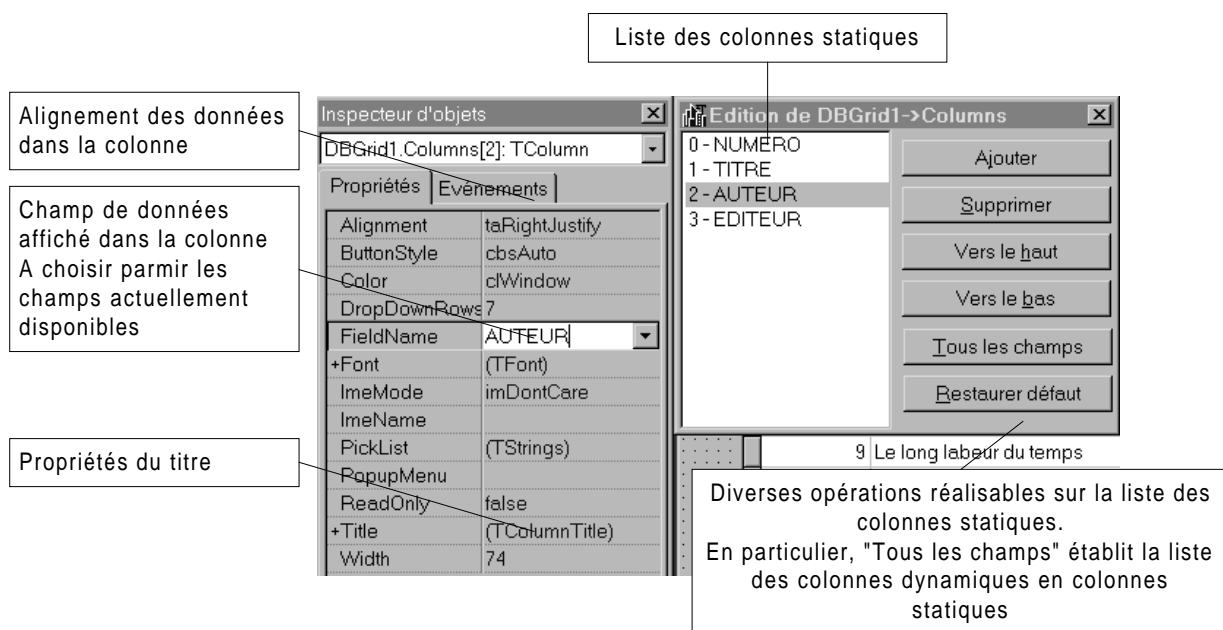 Liste des colonnes statiques
Alignement des données
dans la colonne
Champ de données
affiché dans la colonne
A choisir parmir les
champs actuellement
disponibles
Propriétés du titre
Inspecteur d'objets
DBGrid1.Columns[2]: TColumn
Propriétés
Evénements
Alignment taRightJustify
ButtonStyle cbsAuto
Color clWindow
DropDownRows 7
FieldName AUTEUR
+Font (TFont)
ImeMode imDontCare
ImeName
PickList (TStrings)
PopupMenu
ReadOnly false
+Title (TColumnTitle)
Width 74
Edition de DBGrid1->Columns
0 - NUMERO
1 - TITRE
2 - AUTEUR
3 - EDITEUR
Ajouter
Supprimer
Vers le haut
Vers le bas
Tous les champs
Restaurer défaut
9 Le long labeur du temps
Diverses opérations réalisables sur la liste des
colonnes statiques.
En particulier, "Tous les champs" établit la liste
des colonnes dynamiques en colonnes
statiques